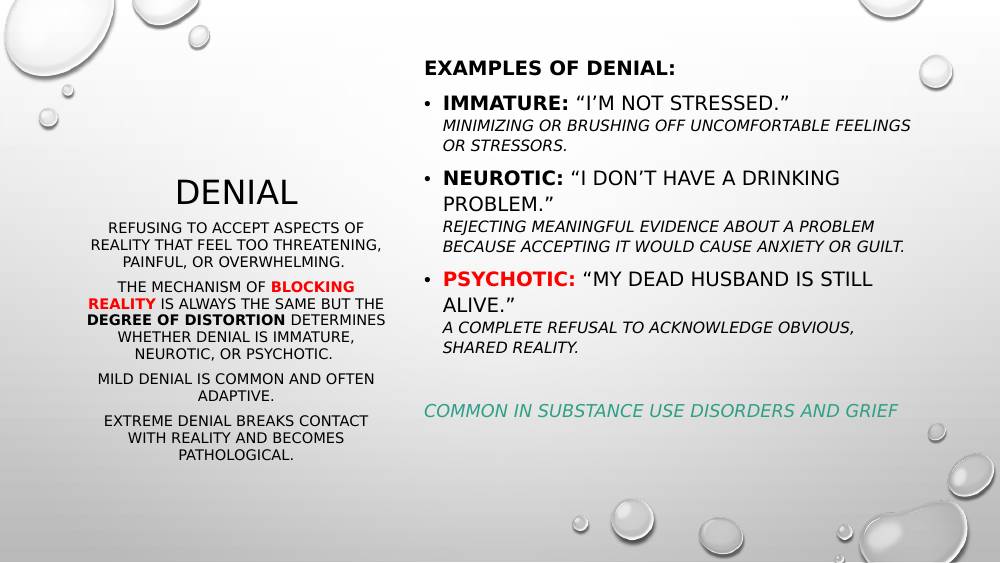 DENIAL
REFUSING TO ACCEPT ASPECTS OF
REALITY THAT FEEL TOO THREATENING,
PAINFUL, OR OVERWHELMING.
THE MECHANISM OF BLOCKING
REALITY IS ALWAYS THE SAME BUT THE
DEGREE OF DISTORTION DETERMINES
WHETHER DENIAL IS IMMATURE,
NEUROTIC, OR PSYCHOTIC.
MILD DENIAL IS COMMON AND OFTEN
ADAPTIVE.
EXTREME DENIAL BREAKS CONTACT
WITH REALITY AND BECOMES
PATHOLOGICAL.
EXAMPLES OF DENIAL:
• IMMATURE: “I’M NOT STRESSED.”
MINIMIZING OR BRUSHING OFF UNCOMFORTABLE FEELINGS
OR STRESSORS.
• NEUROTIC: “I DON’T HAVE A DRINKING
PROBLEM.”
REJECTING MEANINGFUL EVIDENCE ABOUT A PROBLEM
BECAUSE ACCEPTING IT WOULD CAUSE ANXIETY OR GUILT.
• PSYCHOTIC: “MY DEAD HUSBAND IS STILL
ALIVE.”
A COMPLETE REFUSAL TO ACKNOWLEDGE OBVIOUS,
SHARED REALITY.
COMMON IN SUBSTANCE USE DISORDERS AND GRIEF